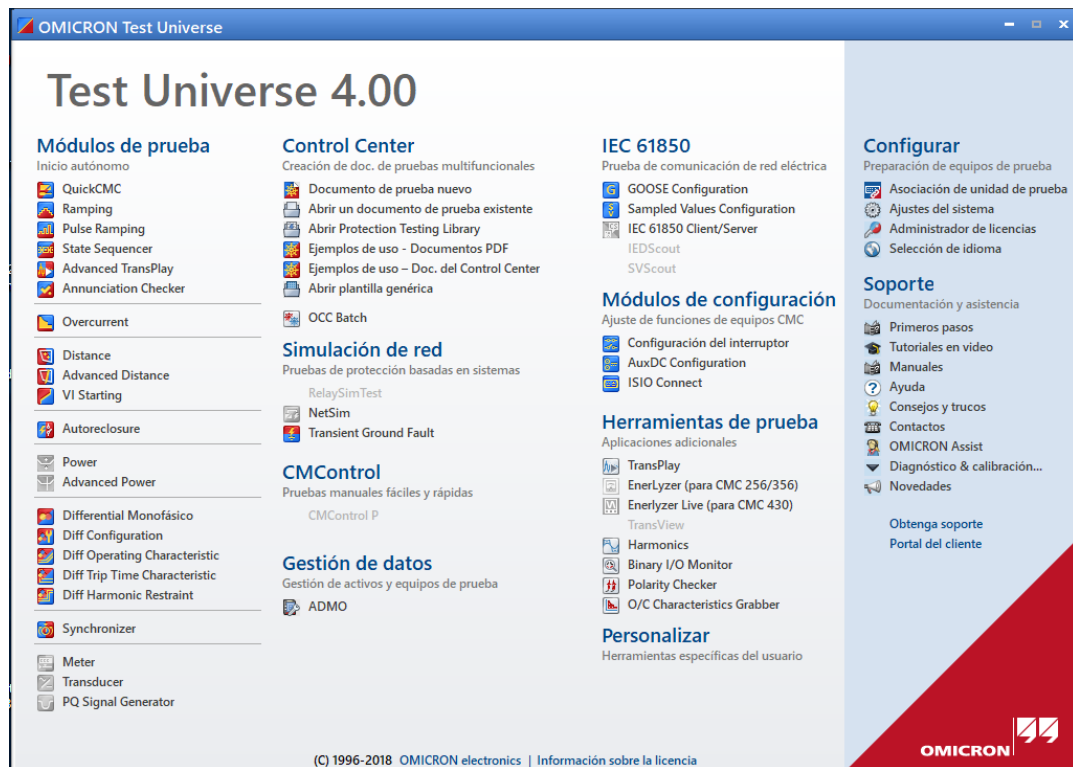 OMICRON Test Universe
Test Universe 4.00
Módulos de prueba
Inicio autónomo
QuickCMC
Ramping
Pulse Ramping
State Sequencer
Advanced TransPlay
Annunciation Checker
Overcurrent
Distance
Advanced Distance
VI Starting
Autoreclosure
Power
Advanced Power
Differential Monofásico
Diff Configuration
Diff Operating Characteristic
Diff Trip Time Characteristic
Diff Harmonic Restraint
Synchronizer
Meter
Transducer
PQ Signal Generator
Control Center
Creación de doc. de pruebas multifuncionales
Documento de prueba nuevo
Abrir un documento de prueba existente
Abrir Protection Testing Library
Ejemplos de uso - Documentos PDF
Ejemplos de uso – Doc. del Control Center
Abrir plantilla genérica
OCC Batch
Simulación de red
Pruebas de protección basadas en sistemas
RelaySimTest
NetSim
Transient Ground Fault
CMControl
Pruebas manuales fáciles y rápidas
CMControl P
Gestión de datos
Gestión de activos y equipos de prueba
ADMO
IEC 61850
Prueba de comunicación de red eléctrica
GOOSE Configuration
Sampled Values Configuration
IEC 61850 Client/Server
IEDScout
SVScout
Módulos de configuración
Ajuste de funciones de equipos CMC
Configuración del interruptor
AuxDC Configuration
ISIO Connect
Herramientas de prueba
Aplicaciones adicionales
TransPlay
EnerLyzer (para CMC 256/356)
Enerlyzer Live (para CMC 430)
TransView
Harmonics
Binary I/O Monitor
Polarity Checker
O/C Characteristics Grabber
Personalizar
Herramientas específicas del usuario
Configurar
Preparación de equipos de prueba
Asociación de unidad de prueba
Ajustes del sistema
Administrador de licencias
Selección de idioma
Soporte
Documentación y asistencia
Primeros pasos
Tutoriales en video
Manuales
Ayuda
Consejos y trucos
Contactos
OMICRON Assist
Diagnóstico & calibración...
Novedades
Obtenga soporte
Portal del cliente
OMICRON
(C) 1996-2018 OMICRON electronics | Información sobre la licencia